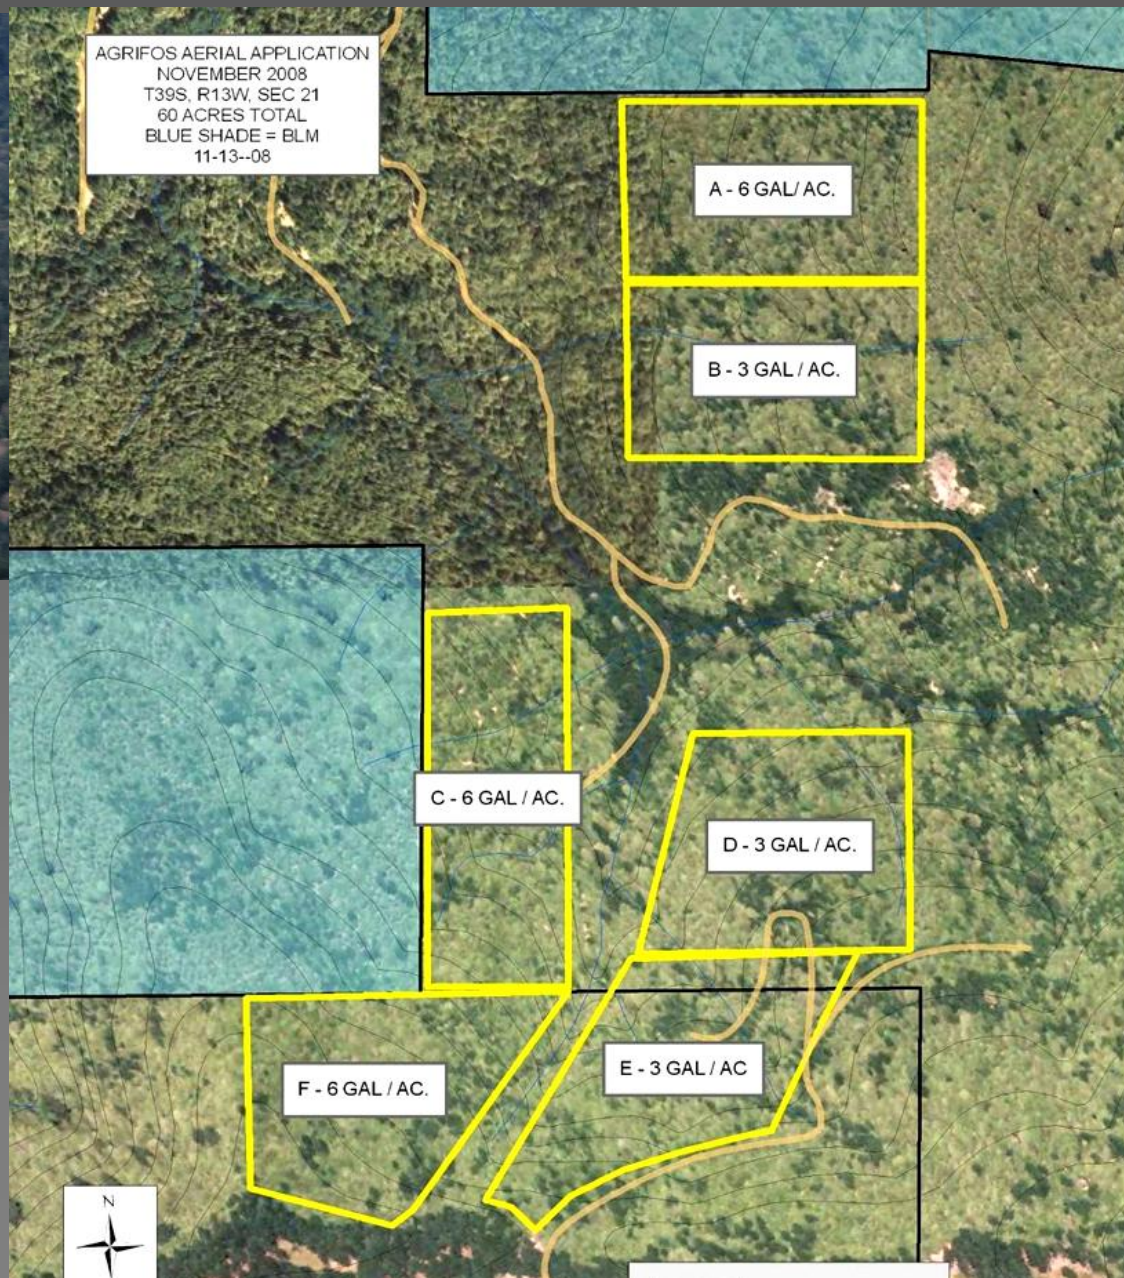 AGRIFOS AERIAL APPLICATION
NOVEMBER 2008
T39S, R13W, SEC 21
60 ACRES TOTAL
BLUE SHADE = BLM
11-13--08
A - 6 GAL/ AC.
B - 3 GAL / AC.
C - 6 GAL / AC.
D - 3 GAL / AC.
E - 3 GAL / AC
F - 6 GAL / AC.
N